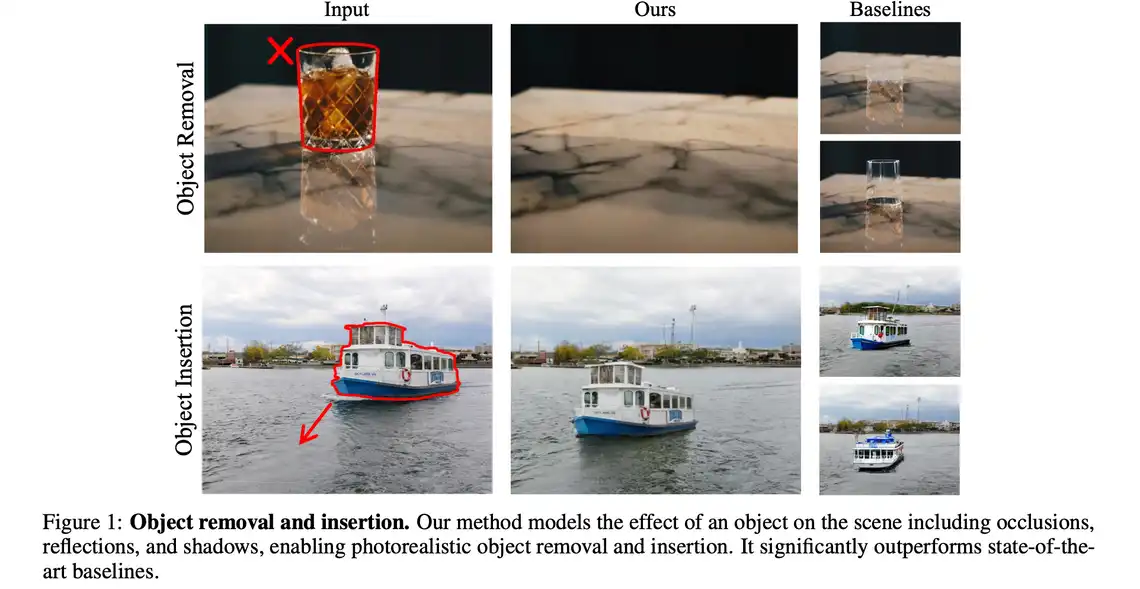 Input
Ours
Baselines
Object Removal
Object Insertion
Figure 1: Object removal and insertion. Our method models the effect of an object on the scene including occlusions,
reflections, and shadows, enabling photorealistic object removal and insertion. It significantly outperforms state-of-the-
art baselines.